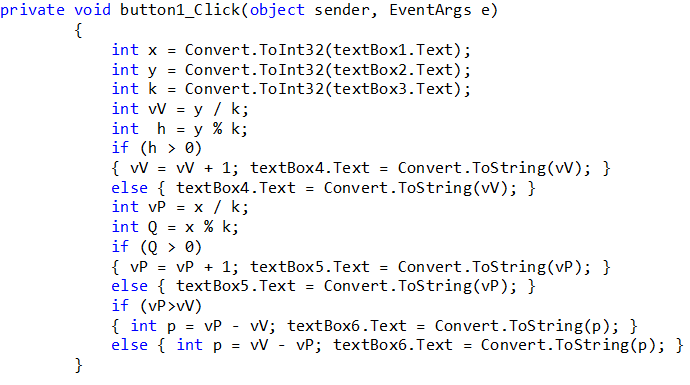 private void button1_Click(object sender, EventArgs e)
{
int x = Convert.ToInt32(textBox1.Text);
int y = Convert.ToInt32(textBox2.Text);
int k = Convert.ToInt32(textBox3.Text);
int vV = y / k;
int  h = y % k;
if (h > 0)
{ vV = vV + 1; textBox4.Text = Convert.ToString(vV); }
else { textBox4.Text = Convert.ToString(vV); }
int vP = x / k;
int Q = x % k;
if (Q > 0)
{ vP = vP + 1; textBox5.Text = Convert.ToString(vP); }
else { textBox5.Text = Convert.ToString(vP); }
if (vP>vV)
{ int p = vP - vV; textBox6.Text = Convert.ToString(p); }
else { int p = vV - vP; textBox6.Text = Convert.ToString(p); }
}